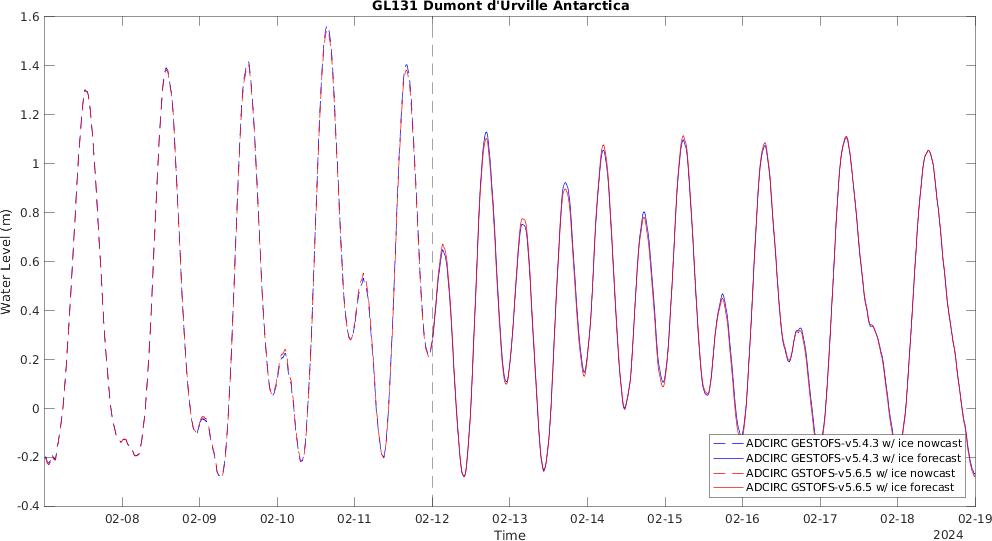 GL131 Dumont d'Urville Antarctica
1.6
1.4
1.2
1
0.8
0.6
0.4
0.2
0
-0.2
-0.4
Water Level (m)
ADCIRC GESTOFS-v5.4.3 w/ ice nowcast
ADCIRC GESTOFS-v5.4.3 w/ ice forecast
ADCIRC GSTOFS-v5.6.5 w/ ice nowcast
ADCIRC GSTOFS-v5.6.5 w/ ice forecast
02-08 02-09 02-10 02-11 02-12 02-13 02-14 02-15 02-16 02-17 02-18 02-19
Time
2024